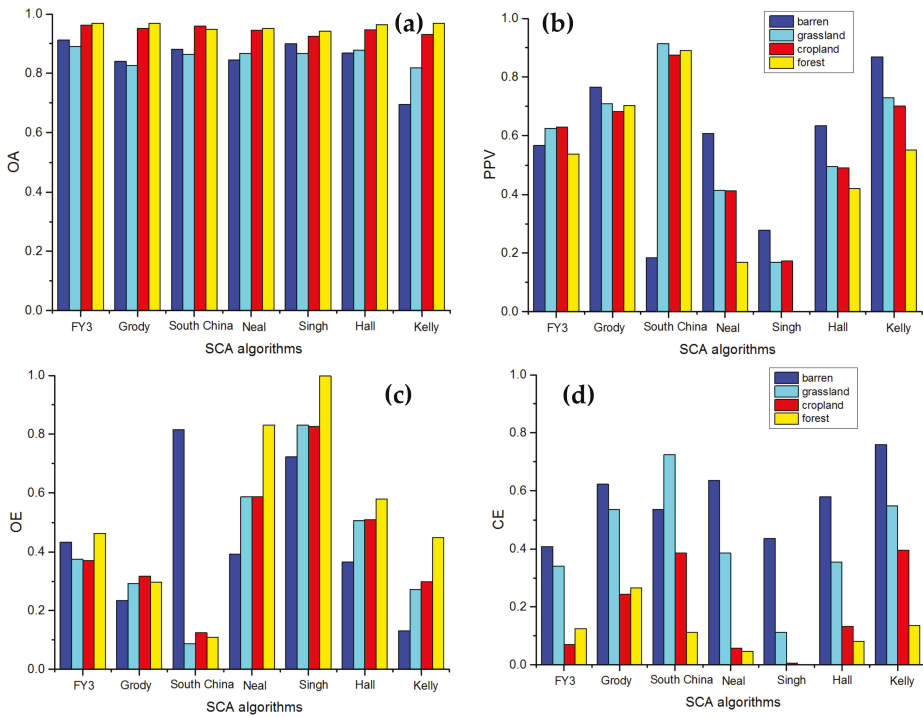 (a)
OA
1.0
0.8
0.6
0.4
0.2
0.0
FY3 Grody South China Neal Singh Hall Kelly
SCA algorithms
(b)
barren
grassland
cropland
forest
PPV
1.0
0.8
0.6
0.4
0.2
0.0
FY3 Grody South China Neal Singh Hall Kelly
SCA algorithms
(c)
OE
1.0
0.8
0.6
0.4
0.2
0.0
FY3 Grody South China Neal Singh Hall Kelly
SCA algorithms
(d)
barren
grassland
cropland
forest
CE
1.0
0.8
0.6
0.4
0.2
0.0
FY3 Grody South China Neal Singh Hall Kelly
SCA algorithms